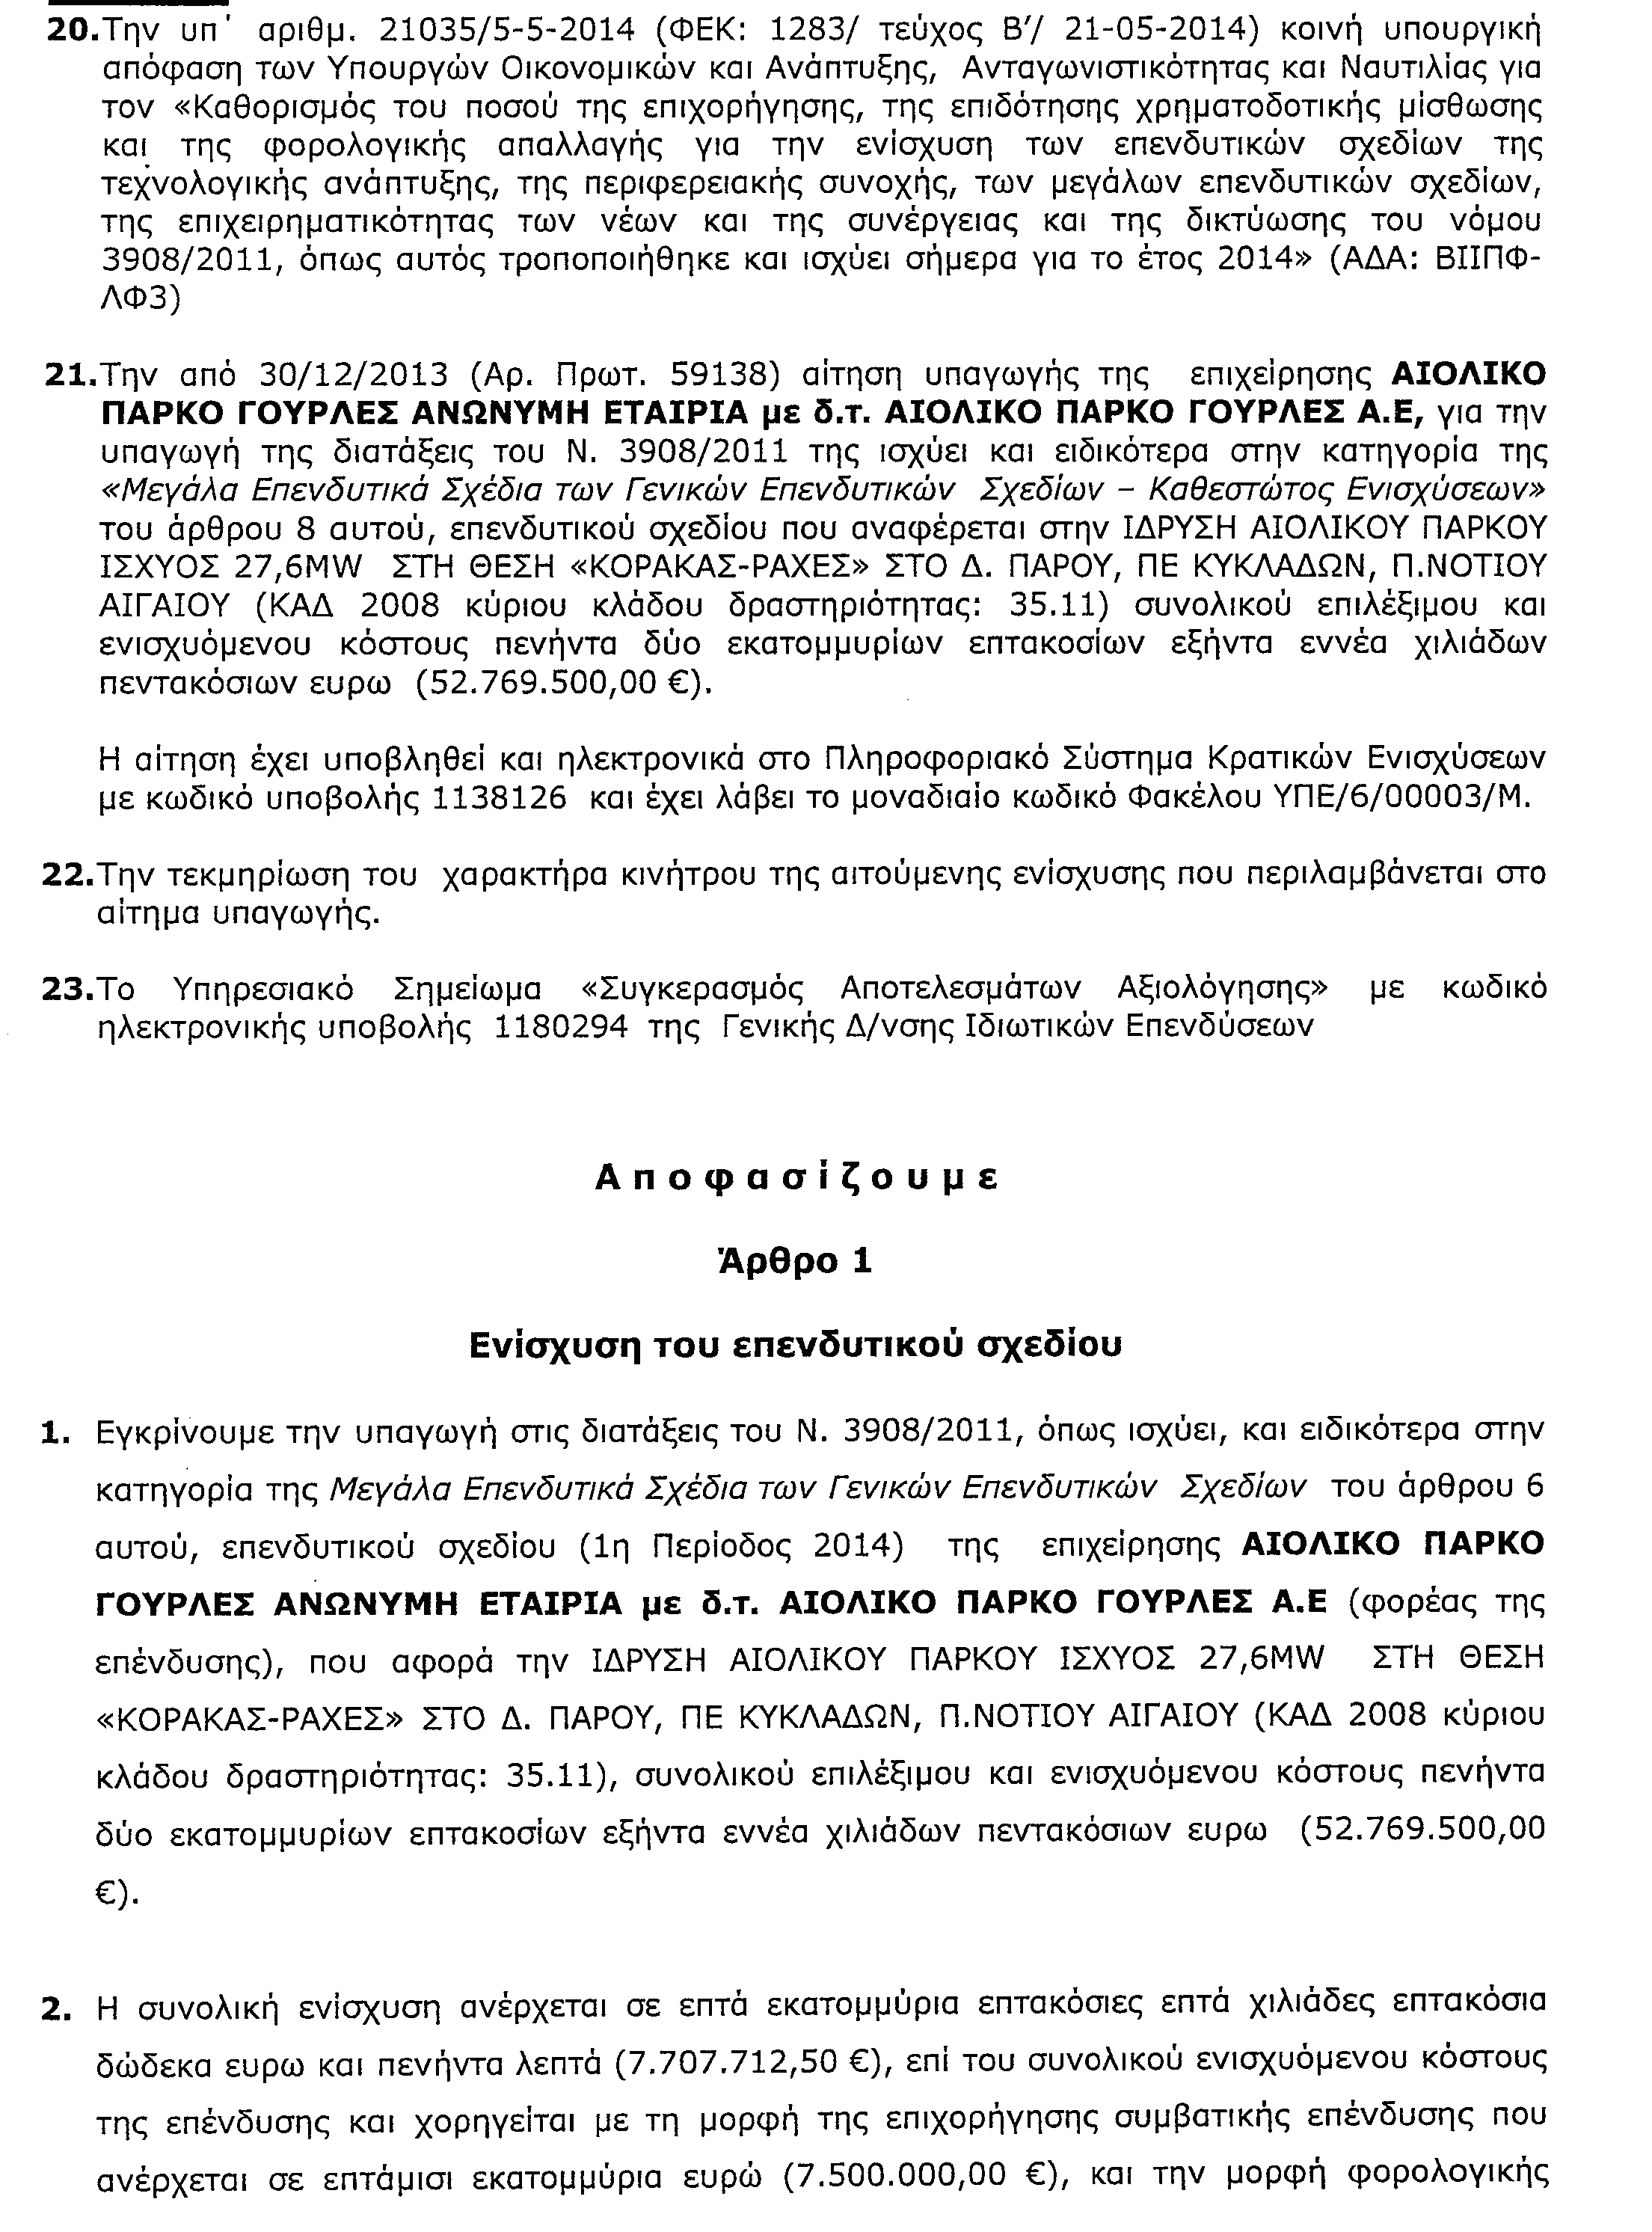 20.Την υπ΄ αριθμ. 21035/5-5-2014 (ΦΕΚ: 1283/ τεύχος Β'/ 21-05-2014) κοινή υπουργική
απόφαση των Υπουργών Οικονομικών και Ανάπτυξης, Ανταγωνιστικότητας και Ναυτιλίας για
τον «Καθορισμός του ποσού της επιχορήγησης, της επιδότησης χρηματοδοτικής μίσθωσης
και της φορολογικής απαλλαγής για την ενίσχυση των επενδυτικών σχεδίων της
τεχνολογικής ανάπτυξης, της περιφερειακής συνοχής, των μεγάλων επενδυτικών σχεδίων,
της επιχειρηματικότητας των νέων και της συνέργειας και της δικτύωσης του νόμου
3908/2011, όπως αυτός τροποποιήθηκε και ισχύει σήμερα για το έτος 2014» (ΑΔΑ: ΒΙΙΠΦ-
ΛΦ3)
21.Την από 30/12/2013 (Αρ. Πρωτ. 59138) αίτηση υπαγωγής της επιχείρησης ΑΙΟΛΙΚΟ
ΠΑΡΚΟ ΓΟΥΡΛΕΣ ΑΝΩΝΥΜΗ ΕΤΑΙΡΙΑ με δ.τ. ΑΙΟΛΙΚΟ ΠΑΡΚΟ ΓΟΥΡΛΕΣ Α.Ε, για την
υπαγωγή της διατάξεις του Ν. 3908/2011 της ισχύει και ειδικότερα στην κατηγορία της
«Μεγάλα Επενδυτικά Σχέδια των Γενικών Επενδυτικών Σχεδίων – Καθεστώτος Ενισχύσεων»
του άρθρου 8 αυτού, επενδυτικού σχεδίου που αναφέρεται στην ΙΔΡΥΣΗ ΑΙΟΛΙΚΟΥ ΠΑΡΚΟΥ
ΙΣΧΥΟΣ 27,6MW ΣΤΗ ΘΕΣΗ «ΚΟΡΑΚΑΣ-ΡΑΧΕΣ» ΣΤΟ Δ. ΠΑΡΟΥ, ΠΕ ΚΥΚΛΑΔΩΝ, Π.ΝΟΤΙΟΥ
ΑΙΓΑΙΟΥ (ΚΑΔ 2008 κύριου κλάδου δραστηριότητας: 35.11) συνολικού επιλέξιμου και
ενισχυόμενου κόστους πενήντα δύο εκατομμυρίων επτακοσίων εξήντα εννέα χιλιάδων
πεντακόσιων ευρω (52.769.500,00 €).
Η αίτηση έχει υποβληθεί και ηλεκτρονικά στο Πληροφοριακό Σύστημα Κρατικών Ενισχύσεων
με κωδικό υποβολής 1138126 και έχει λάβει το μοναδιαίο κωδικό Φακέλου ΥΠΕ/6/00003/Μ.
22.Την τεκμηρίωση του χαρακτήρα κινήτρου της αιτούμενης ενίσχυσης που περιλαμβάνεται στο
αίτημα υπαγωγής.
23.Το Υπηρεσιακό Σημείωμα «Συγκερασμός Αποτελεσμάτων Αξιολόγησης» με κωδικό
ηλεκτρονικής υποβολής 1180294 της Γενικής Δ/νσης Ιδιωτικών Επενδύσεων
Α π ο φ α σ ί ζ ο υ μ ε
Άρθρο 1
Ενίσχυση του επενδυτικού σχεδίου
1. Εγκρίνουμε την υπαγωγή στις διατάξεις του Ν. 3908/2011, όπως ισχύει, και ειδικότερα στην
κατηγορία της Μεγάλα Επενδυτικά Σχέδια των Γενικών Επενδυτικών Σχεδίων του άρθρου 6
αυτού, επενδυτικού σχεδίου (1η Περίοδος 2014) της επιχείρησης ΑΙΟΛΙΚΟ ΠΑΡΚΟ
ΓΟΥΡΛΕΣ ΑΝΩΝΥΜΗ ΕΤΑΙΡΙΑ με δ.τ. ΑΙΟΛΙΚΟ ΠΑΡΚΟ ΓΟΥΡΛΕΣ Α.Ε (φορέας της
επένδυσης), που αφορά την ΙΔΡΥΣΗ ΑΙΟΛΙΚΟΥ ΠΑΡΚΟΥ ΙΣΧΥΟΣ 27,6MW ΣΤΗ ΘΕΣΗ
«ΚΟΡΑΚΑΣ-ΡΑΧΕΣ» ΣΤΟ Δ. ΠΑΡΟΥ, ΠΕ ΚΥΚΛΑΔΩΝ, Π.ΝΟΤΙΟΥ ΑΙΓΑΙΟΥ (ΚΑΔ 2008 κύριου
κλάδου δραστηριότητας: 35.11), συνολικού επιλέξιμου και ενισχυόμενου κόστους πενήντα
δύο εκατομμυρίων επτακοσίων εξήντα εννέα χιλιάδων πεντακόσιων ευρω (52.769.500,00
€).
2. Η συνολική ενίσχυση ανέρχεται σε επτά εκατομμύρια επτακόσιες επτά χιλιάδες επτακόσια
δώδεκα ευρω και πενήντα λεπτά (7.707.712,50 €), επί του συνολικού ενισχυόμενου κόστους
της επένδυσης και χορηγείται με τη μορφή της επιχορήγησης συμβατικής επένδυσης που
ανέρχεται σε επτάμισι εκατομμύρια ευρώ (7.500.000,00 €), και την μορφή φορολογικής